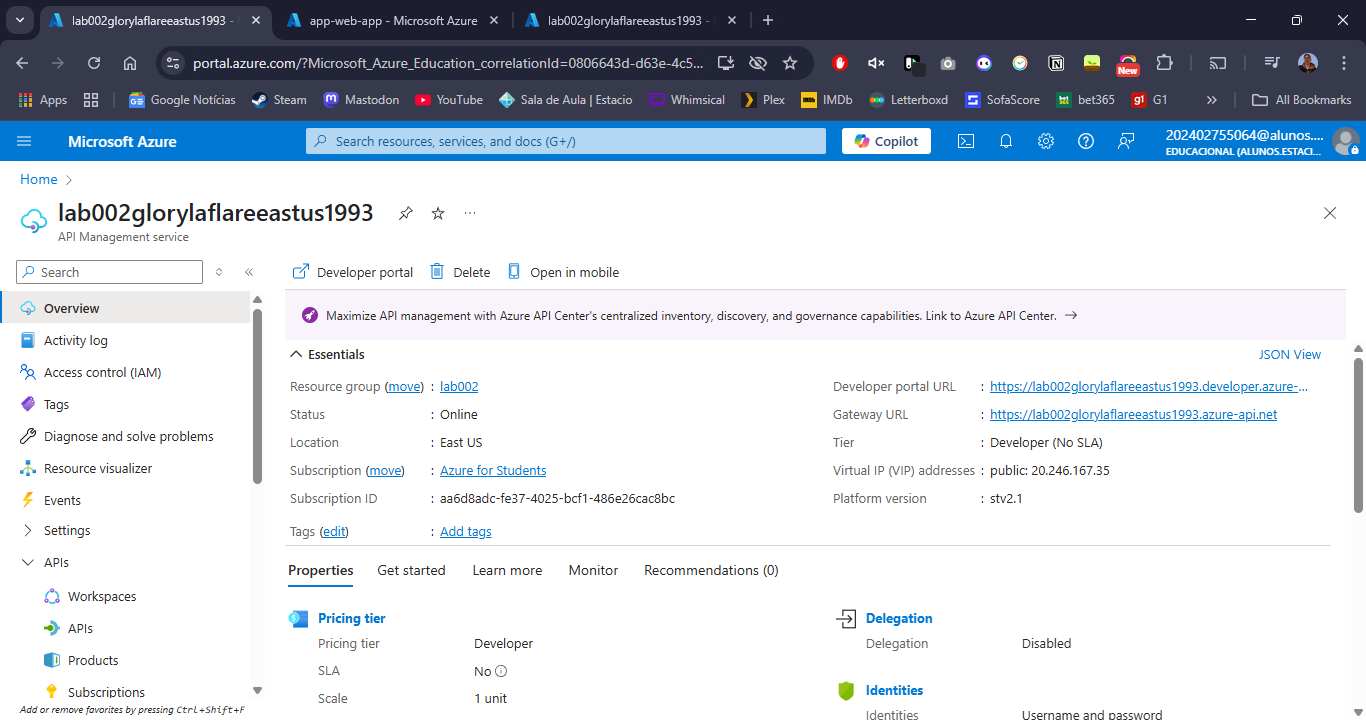 lab002glorylaflareeastus1993 -
app-web-app - Microsoft Azure
lab002glorylaflareeastus1993 -
portal.azure.com/?Microsoft_Azure_Education_correlationId=0806643d-d63e-4c5...
New
Apps
Google Notícias
Steam
Mastodon
YouTube
Sala de Aula | Estacio
Whimsical
Plex
IMDb
Letterboxd
SofaScore
bet365
G1
All Bookmarks
Microsoft Azure
Search resources, services, and docs (G+/)
Copilot
202402755064@alunos....
EDUCACIONAL (ALUNOS.ESTACI...
Home
lab002glorylaflareeastus1993
API Management service
Search
Developer portal
Delete
Open in mobile
Overview
Activity log
Access control (IAM)
Tags
Diagnose and solve problems
Resource visualizer
Events
Settings
APIs
Workspaces
APIs
Products
Subscriptions
Add or remove favorites by pressing Ctrl+Shift+F
Maximize API management with Azure API Center's centralized inventory, discovery, and governance capabilities. Link to Azure API Center.
Essentials
JSON View
Resource group (move) : lab002
Status : Online
Location : East US
Subscription (move) : Azure for Students
Subscription ID : aa6d8adc-fe37-4025-bcf1-486e26cac8bc
Tags (edit) : Add tags
Developer portal URL : https://lab002glorylaflareeastus1993.developer.azure-...
Gateway URL : https://lab002glorylaflareeastus1993.azure-api.net
Tier : Developer (No SLA)
Virtual IP (VIP) addresses : public: 20.246.167.35
Platform version : stv2.1
Properties
Get started
Learn more
Monitor
Recommendations (0)
Pricing tier
Pricing tier Developer
SLA No
Scale 1 unit
Delegation
Delegation Disabled
Identities
Identities Username and password